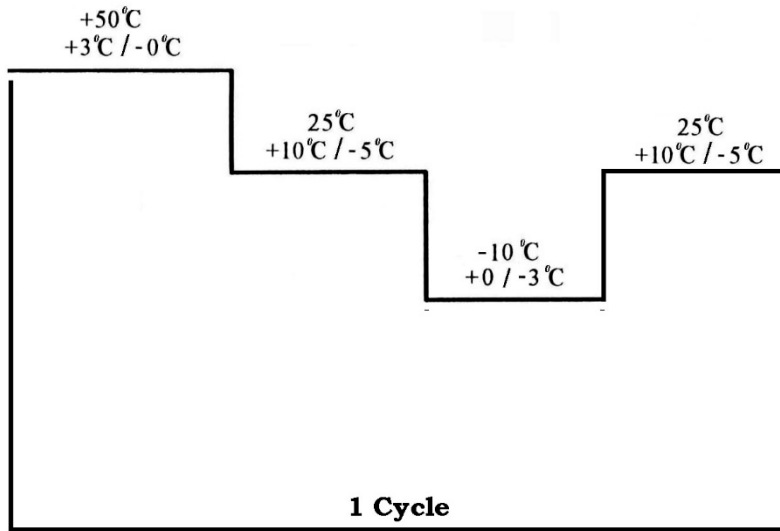 +50℃
+3℃ / -0℃
25℃
+10℃ / -5℃
25℃
+10℃ / -5℃
-10℃
+0 / -3℃
1 Cycle